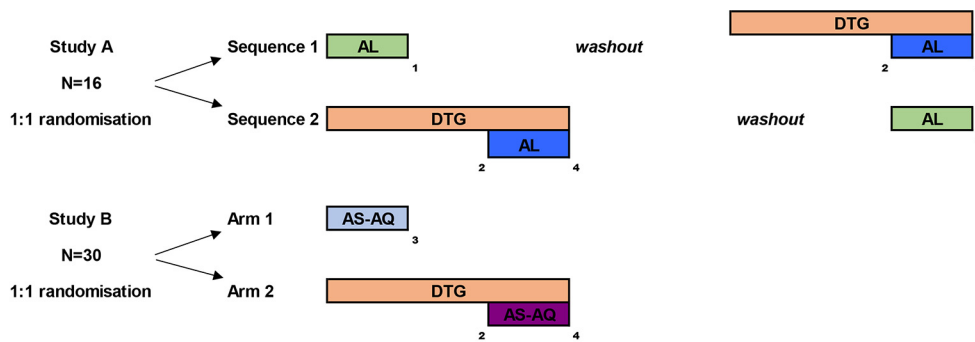 DTG
Study A Sequence 1 AL washout AL
1 2
N=16
1:1 randomisation Sequence 2 DTG washout AL
AL
2 4
Study B Arm 1 AS-AQ
3
N=30
1:1 randomisation Arm 2 DTG
AS-AQ
2 4